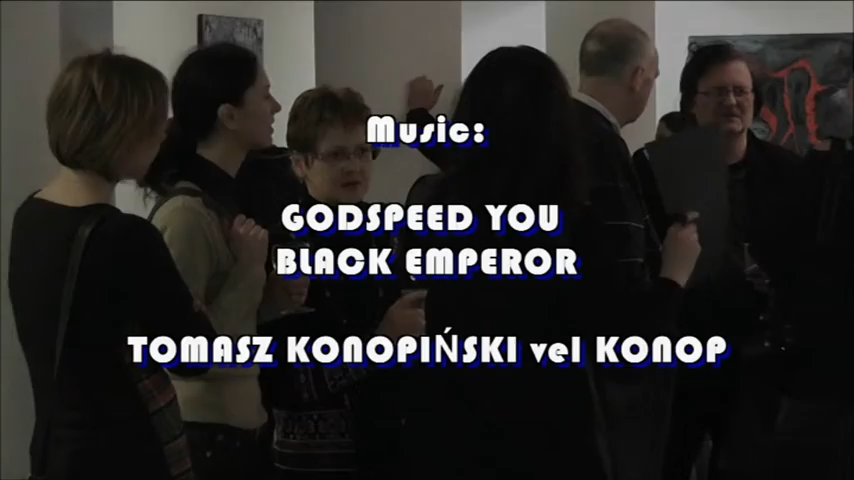 Music:
GODSPEED YOU
BLACK EMPEROR
TOMASZ KONOPIŃSKI vel KONOP